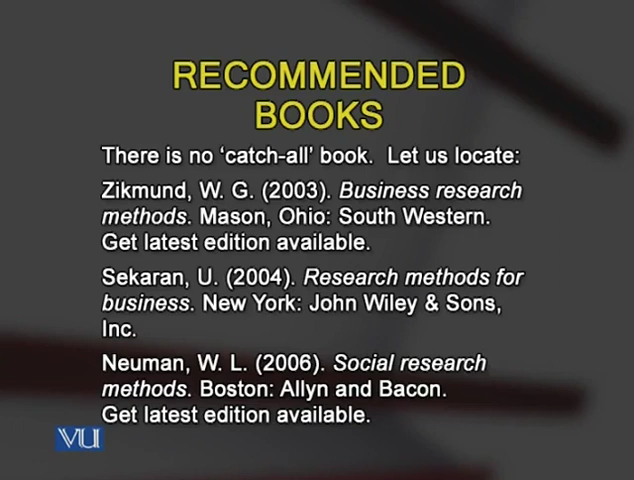 RECOMMENDED
BOOKS
There is no ‘catch-all’ book.  Let us locate:
Zikmund, W. G. (2003). Business research
methods. Mason, Ohio: South Western.
Get latest edition available.
Sekaran, U. (2004). Research methods for
business. New York: John Wiley & Sons,
Inc.
Neuman, W. L. (2006). Social research
methods. Boston: Allyn and Bacon.
Get latest edition available.
VU